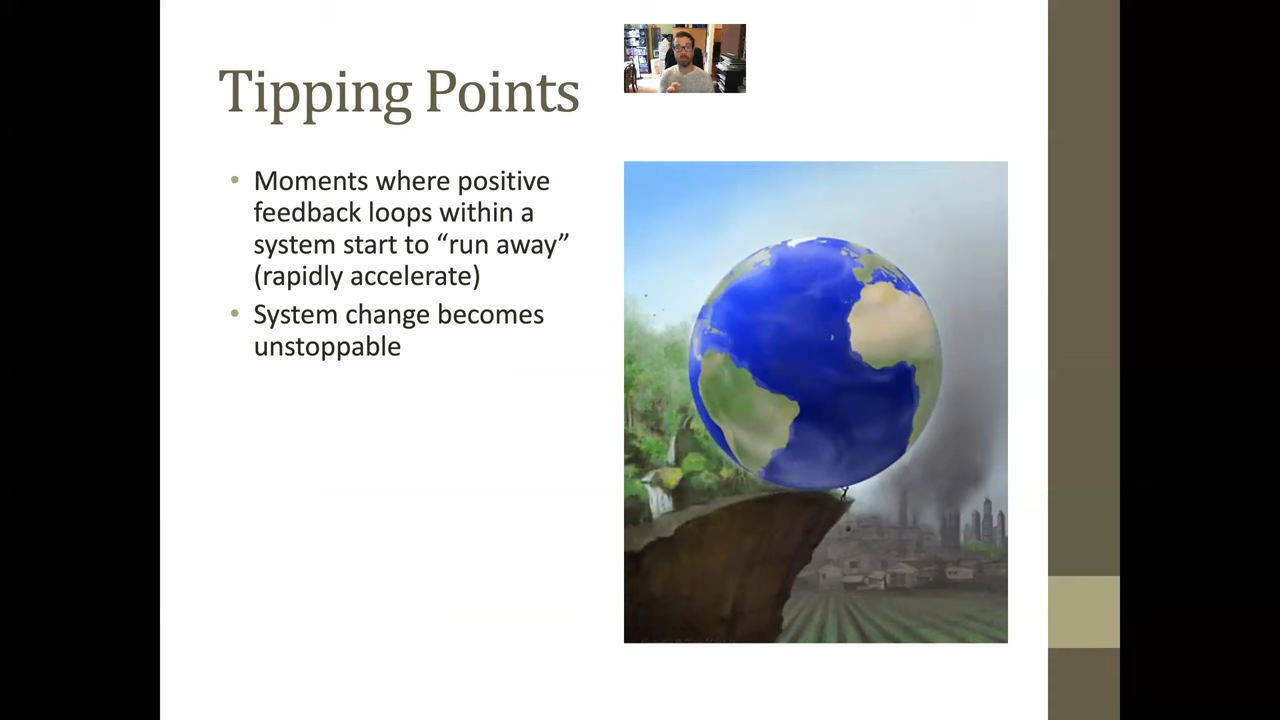 Tipping Points
• Moments where positive
feedback loops within a
system start to “run away”
(rapidly accelerate)
• System change becomes
unstoppable